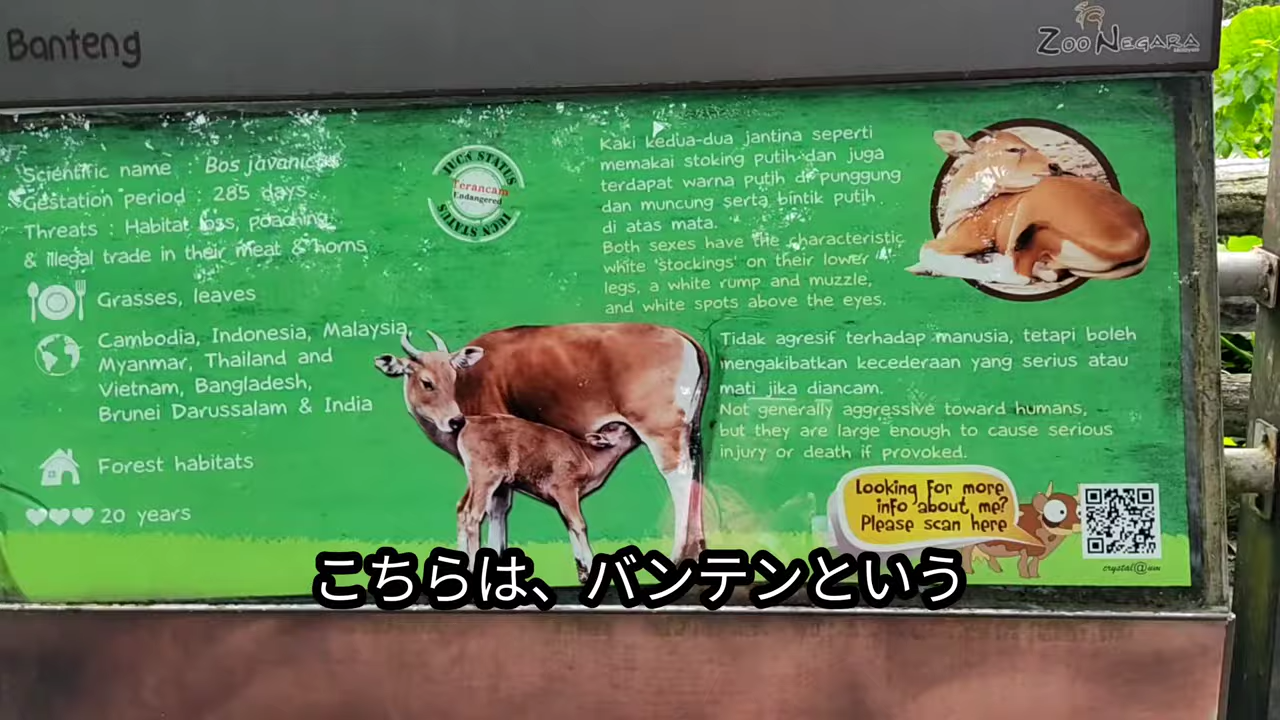 Banteng
ZOO NEGARA
Scientific name : Bos javanicus
Gestation period : 285 days
Threats : Habitat loss, poaching,
& illegal trade in their meat & horns
Grasses, leaves
Cambodia, Indonesia, Malaysia,
Myanmar, Thailand and
Vietnam, Bangladesh,
Brunei Darussalam & India
Forest habitats
20 years
IUCN STATUS
Terancam
Endangered
IUCN STATUS
Kaki kedua-dua jantina seperti
memakai stoking putih dan juga
terdapat warna putih di punggung
dan muncung serta bintik putih
di atas mata.
Both sexes have the characteristic
white 'stockings' on their lower
legs, a white rump and muzzle,
and white spots above the eyes.
Tidak agresif terhadap manusia, tetapi boleh
mengakibatkan kecederaan yang serius atau
mati jika diancam.
Not generally aggressive toward humans,
but they are large enough to cause serious
injury or death if provoked.
Looking for more
info about me?
Please scan here
crystal@um
こちらは、バンテンという